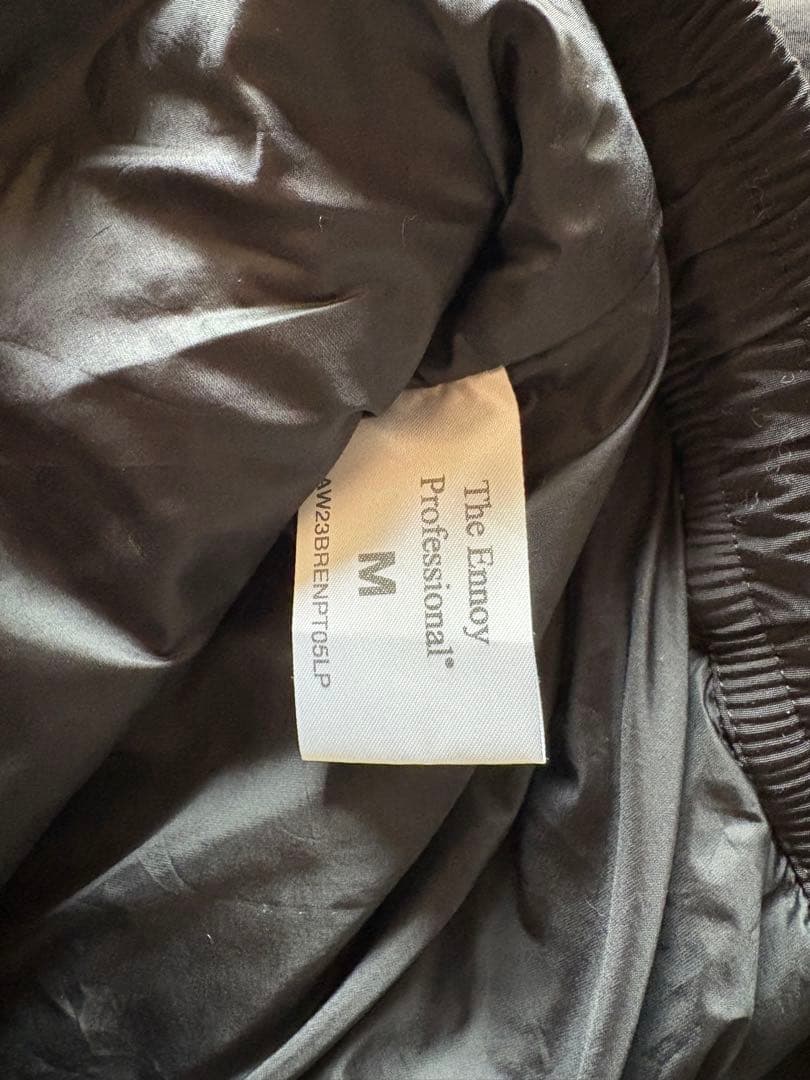 The Ennoy
Professional®
M
AW23BRENPT05LP